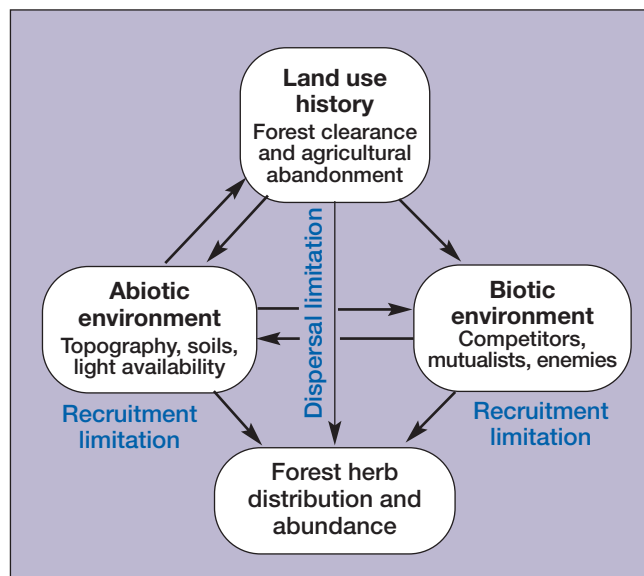 Land use
history
Forest clearance
and agricultural
abandonment
Dispersal limitation
Abiotic
environment
Topography, soils,
light availability
Biotic
environment
Competitors,
mutualists, enemies
Recruitment
limitation
Recruitment
limitation
Forest herb
distribution and
abundance